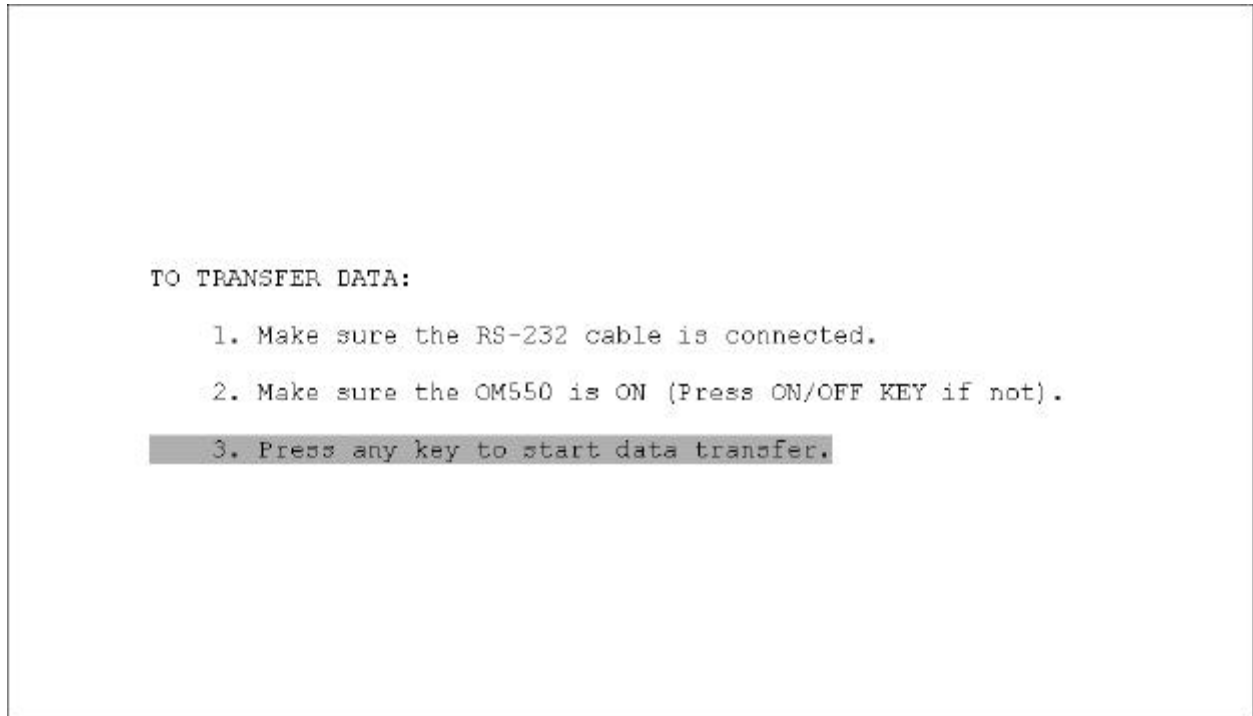 TO TRANSFER DATA:
1. Make sure the RS-232 cable is connected.
2. Make sure the OM550 is ON (Press ON/OFF KEY if not).
3. Press any key to start data transfer.